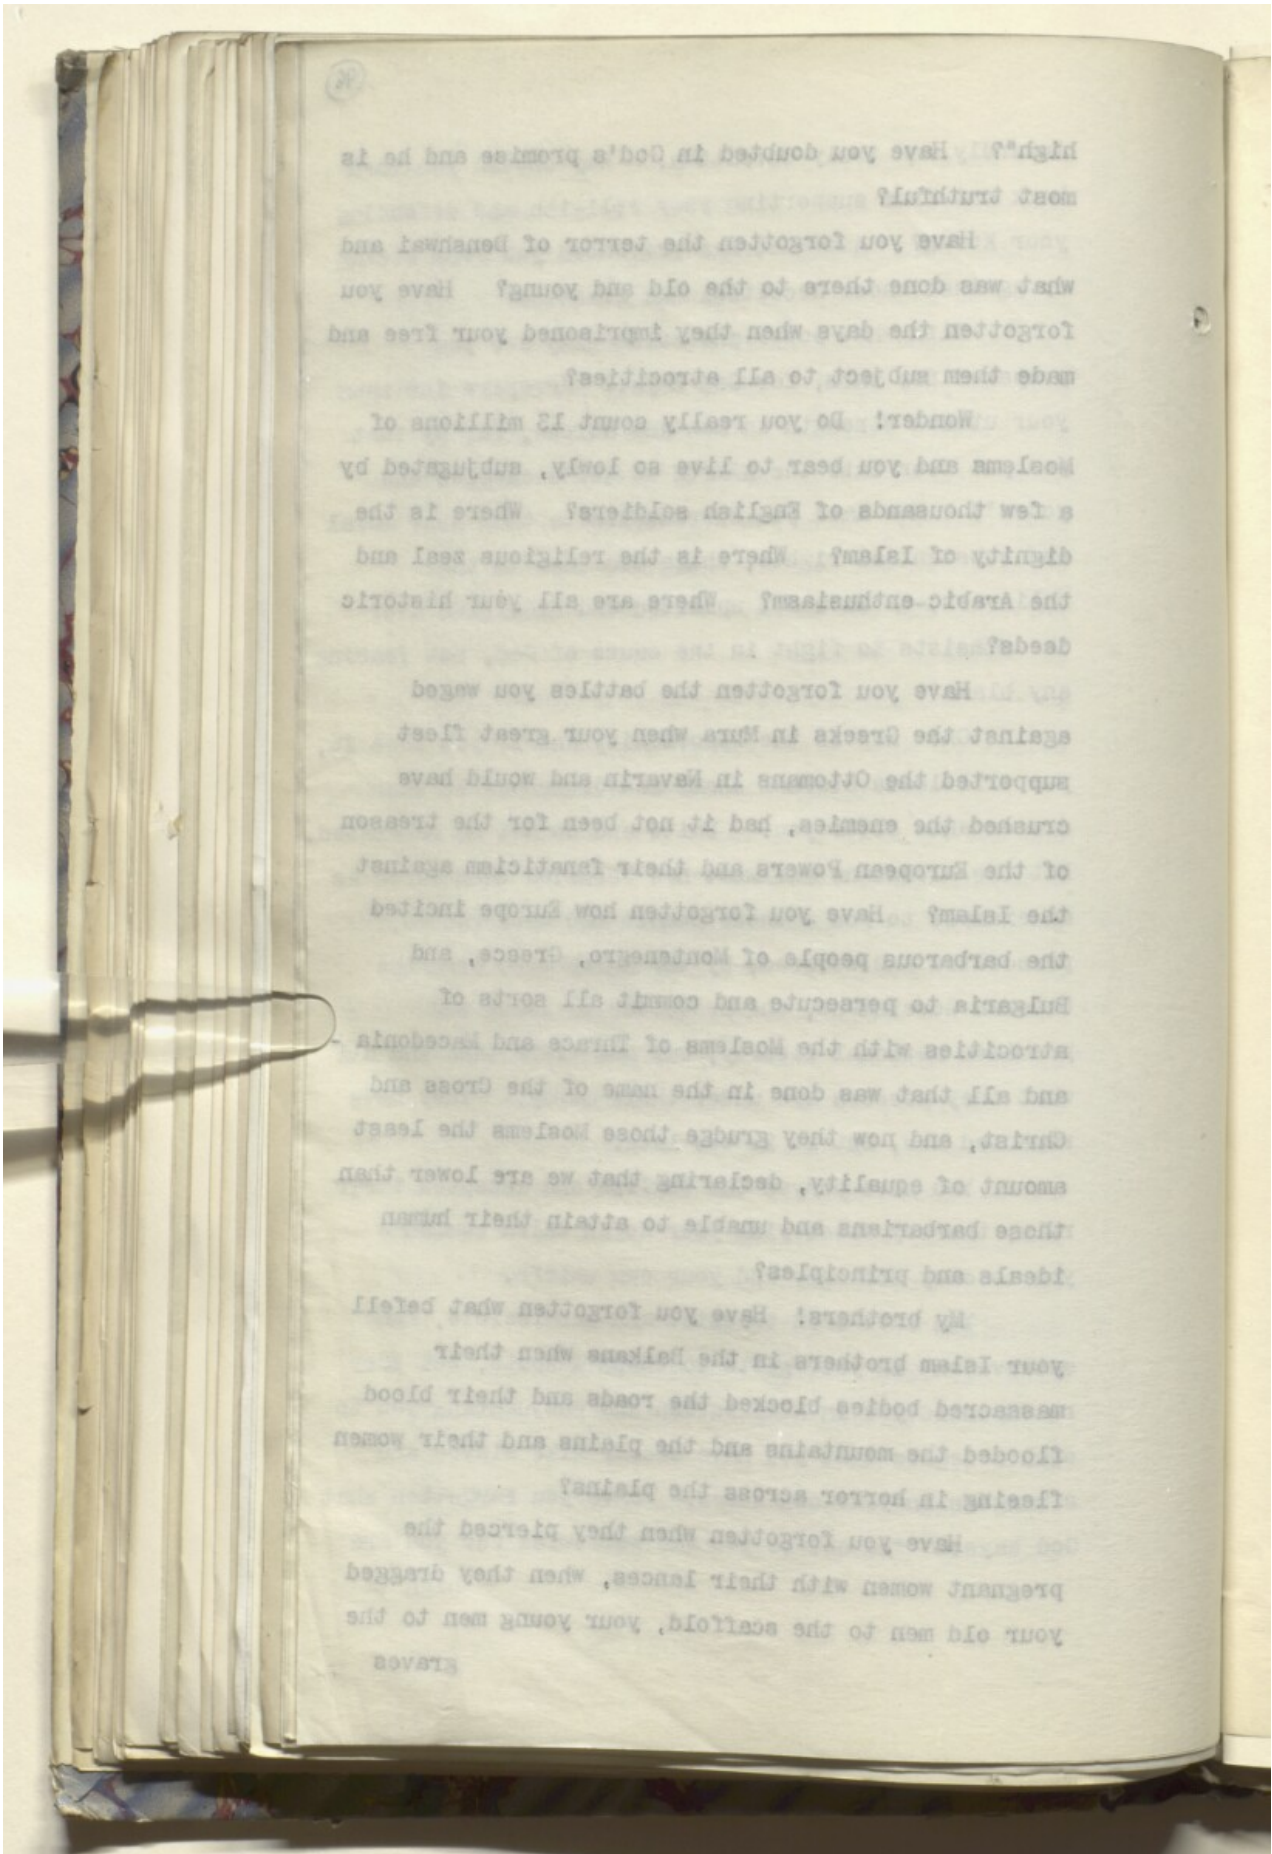 high"? Have you doubted in God's promise and he is
most truthful?
Have you forgotten the terror of Denshwai and
what was done there to the old and young? Have you
forgotten the days when they imprisoned your free and
made them subject to all atrocities?
Wonder! Do you really count 13 millions of
Moslems and you bear to live so lowly, subjugated by
a few thousands of English soldiers? Where is the
dignity of Islam? Where is the religious zeal and
the Arabic enthusiasm? Where are all your historic
deeds?
Have you forgotten the battles you waged
against the Greeks in Mura when your great fleet
supported the Ottomans in Navarin and would have
crushed the enemies, had it not been for the treason
of the European Powers and their fanaticism against
the Islam? Have you forgotten how Europe incited
the barbarous people of Montenegro, Greece, and
Bulgaria to persecute and commit all sorts of
atrocities with the Moslems of Thrace and Macedonia -
and all that was done in the name of the Cross and
Christ, and now they grudge those Moslems the least
amount of equality, declaring that we are lower than
those barbarians and unable to attain their human
ideals and principles?
My brothers! Have you forgotten what befell
your Islam brothers in the Balkans when their
massacred bodies blocked the roads and their blood
flooded the mountains and the plains and their women
fleeing in horror across the plains?
Have you forgotten when they pierced the
pregnant women with their lances, when they dragged
your old men to the scaffold, your young men to the
graves